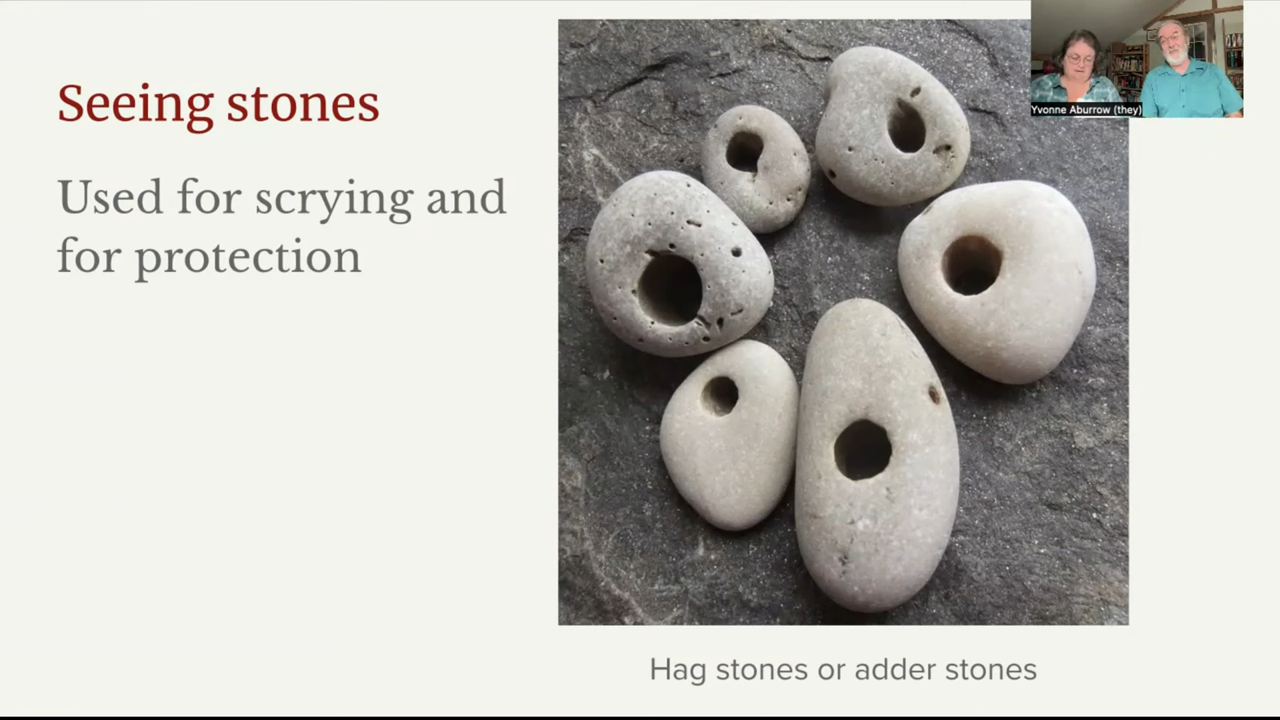 Seeing stones
Used for scrying and
for protection
Yvonne Aburrow (they)
Hag stones or adder stones